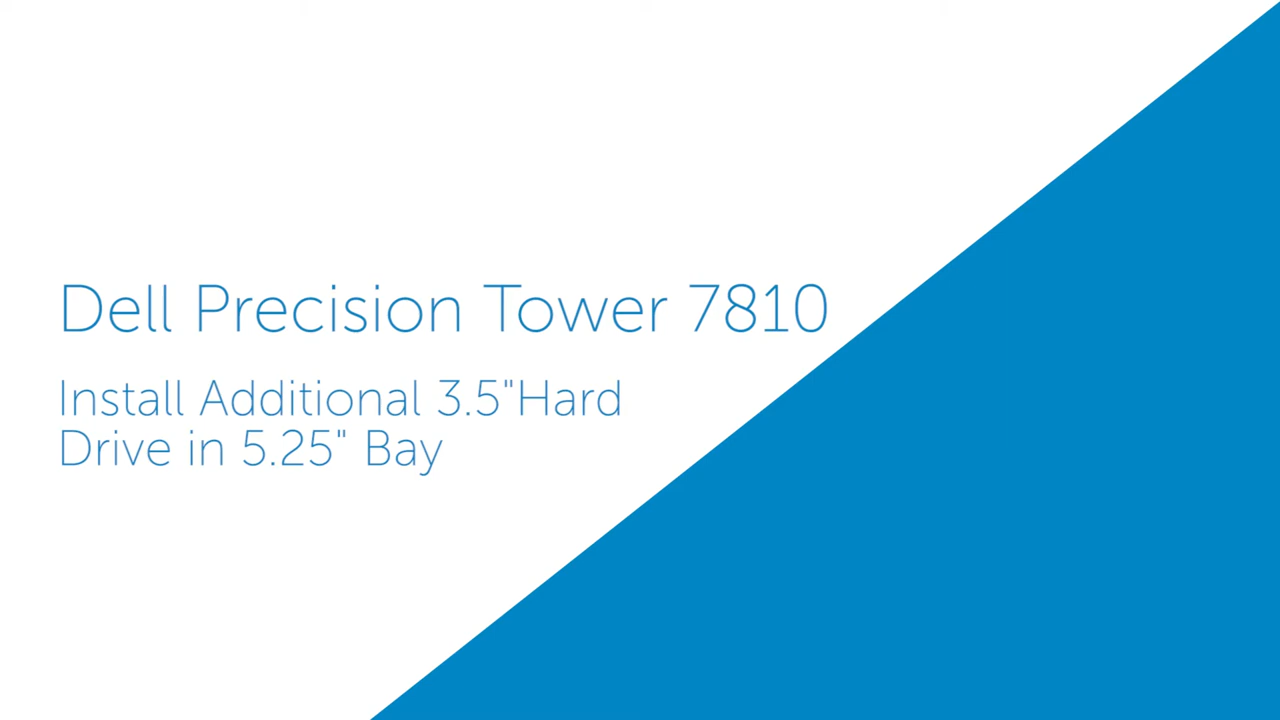 Dell Precision Tower 7810
Install Additional 3.5"Hard
Drive in 5.25" Bay